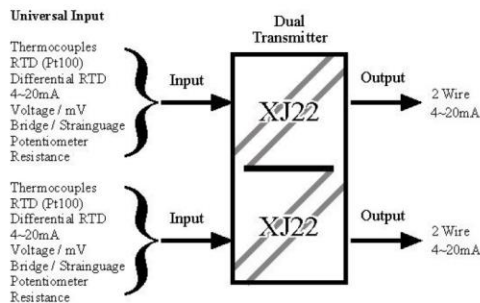 Universal Input
Dual
Transmitter
Thermocouples
RTD (Pt100)
Differential RTD
4~20mA
Voltage / mV
Bridge / Strainguage
Potentiometer
Resistance
Input
XJ22
Output
2 Wire
4~20mA
Thermocouples
RTD (Pt100)
Differential RTD
4~20mA
Voltage / mV
Bridge / Strainguage
Potentiometer
Resistance
Input
XJ22
Output
2 Wire
4~20mA